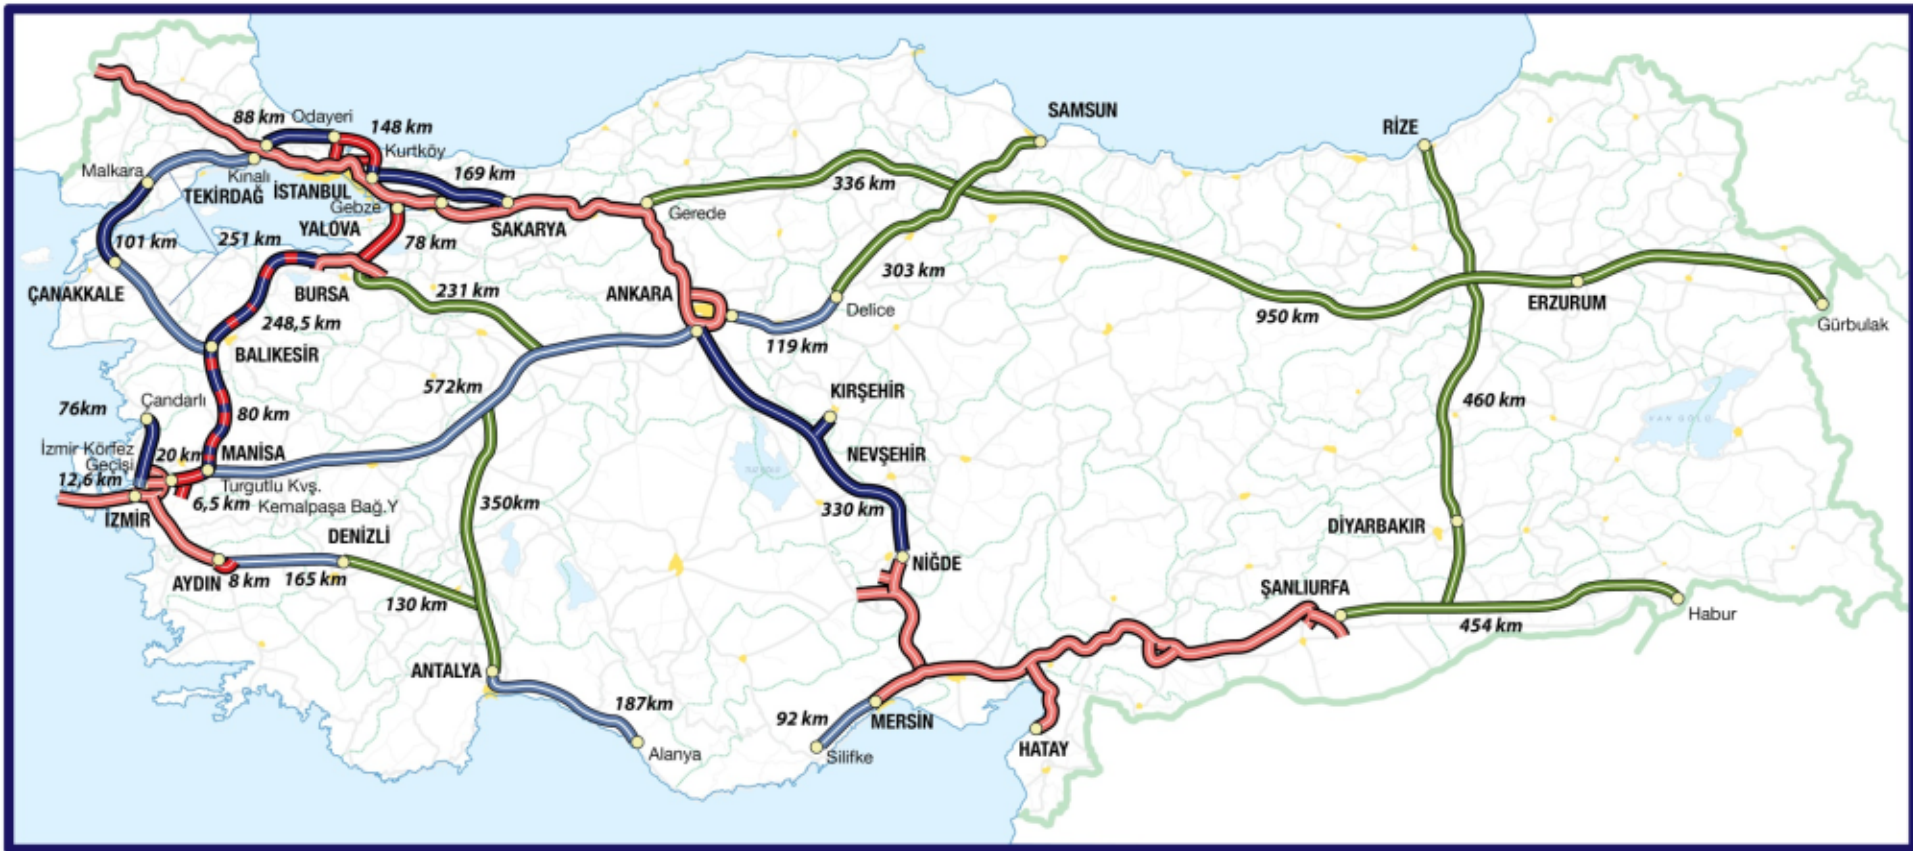 SAMSUN
RİZE
88 km
Odayeri
148 km
Kurtköy
Malkara
Kınalı
169 km
336 km
TEKİRDAĞ
İSTANBUL
Gebze
Gerede
YALOVA
SAKARYA
101 km
251 km
78 km
303 km
ÇANAKKALE
BURSA
231 km
ANKARA
ERZURUM
Delice
950 km
Gürbulak
248,5 km
119 km
BALIKESİR
572km
KIRŞEHİR
76km
Çandarlı
80 km
460 km
VAN GÖLÜ
İzmir Körfez
Geçişi
20 km
MANİSA
NEVŞEHİR
12,6 km
Turgutlu Kvş.
6,5 km
Kemalpaşa Bağ.Y
350km
330 km
İZMİR
DENİZLİ
DİYARBAKIR
NİĞDE
AYDIN
8 km
165 km
130 km
ŞANLIURFA
Habur
454 km
ANTALYA
187km
92 km
MERSİN
Alanya
Silifke
HATAY